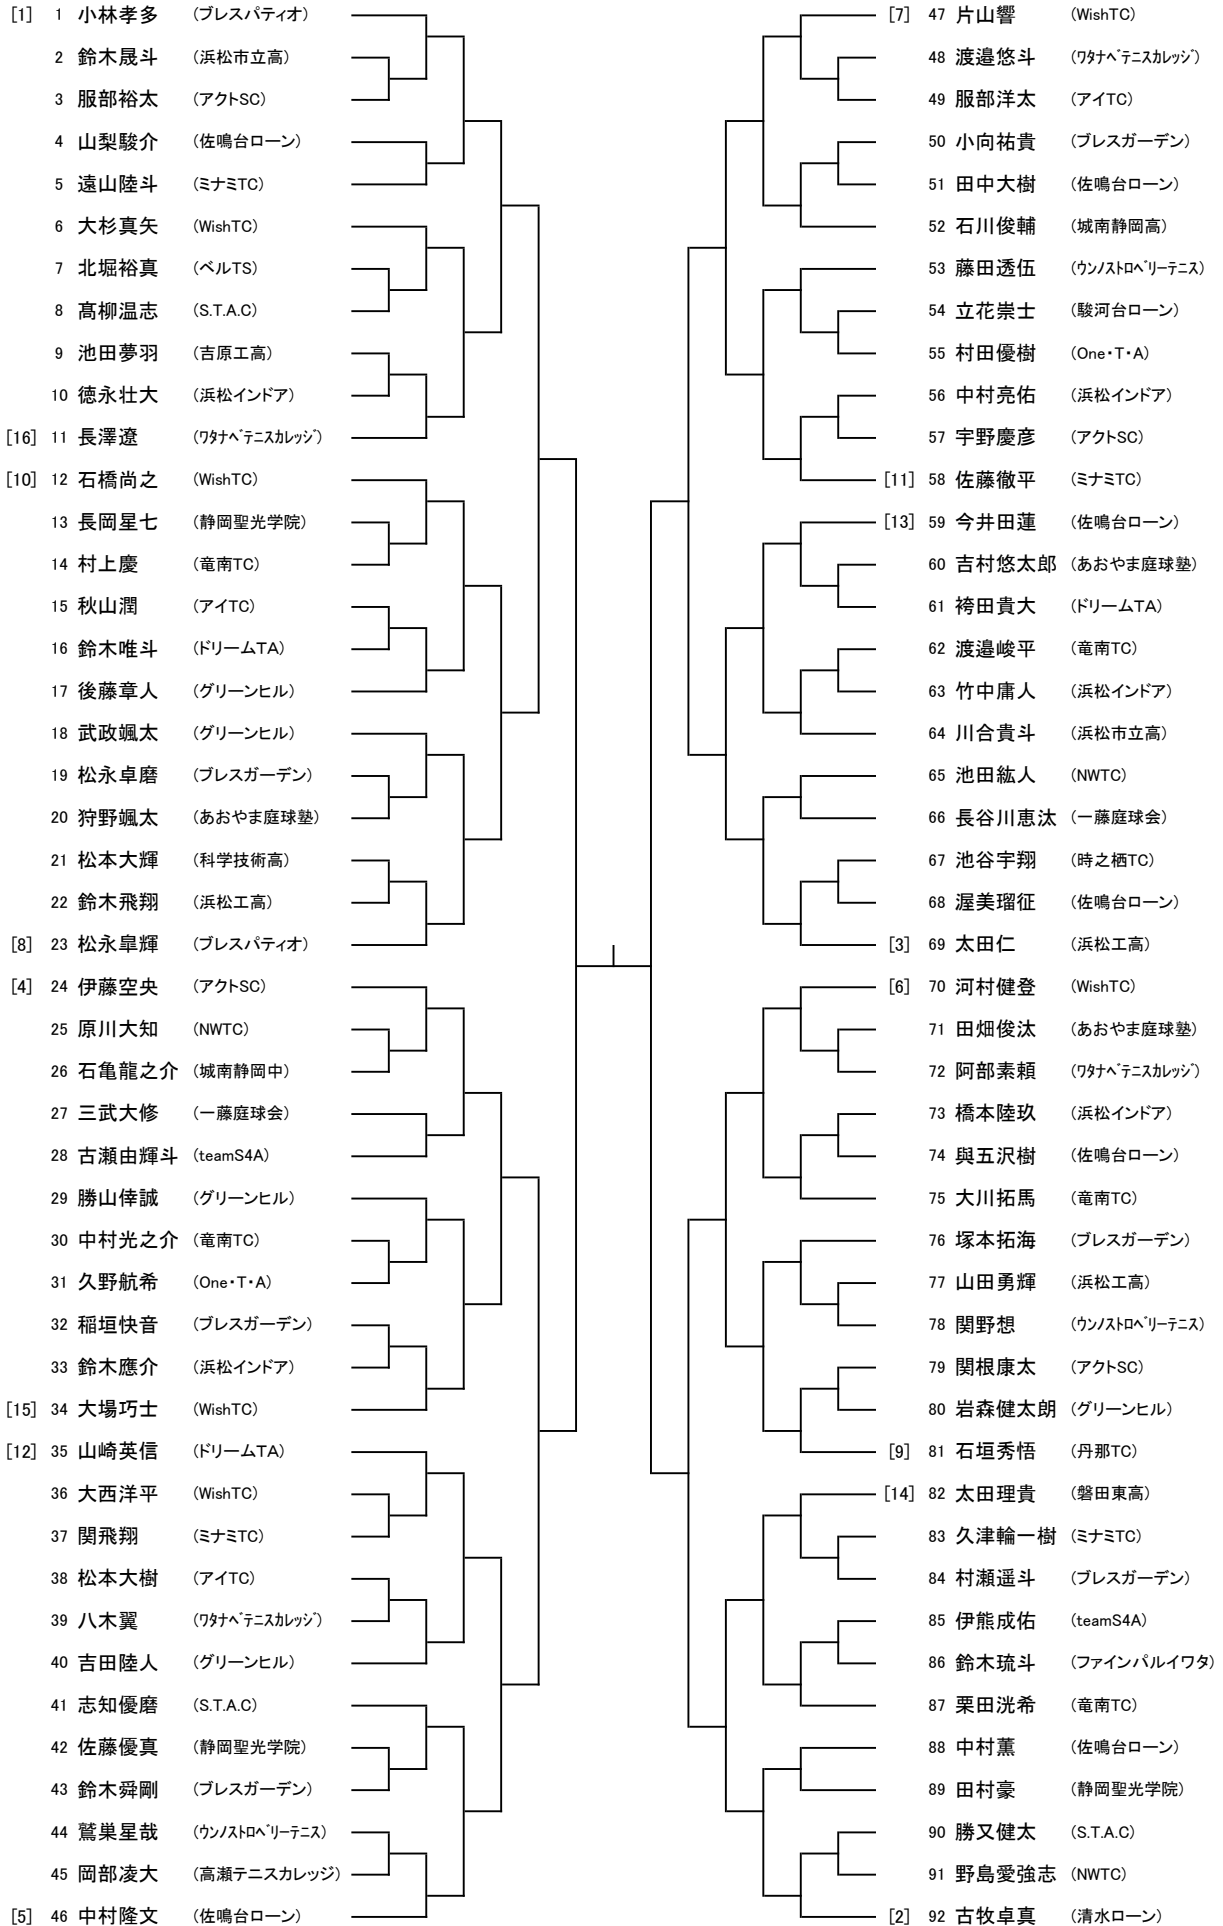 [1] 1 小林孝多 (ブレスパティオ)
2 鈴木晟斗 (浜松市立高)
3 服部裕太 (アクトSC)
4 山梨駿介 (佐鳴台ローン)
5 遠山陸斗 (ミナミTC)
6 大杉真矢 (WishTC)
7 北堀裕真 (ベルTS)
8 髙柳温志 (S.T.A.C)
9 池田夢羽 (吉原工高)
10 徳永壮大 (浜松インドア)
[16] 11 長澤遼 (ﾜﾀﾅﾍﾞﾃﾆｽｶﾚｯｼﾞ)
[10] 12 石橋尚之 (WishTC)
13 長岡星七 (静岡聖光学院)
14 村上慶 (竜南TC)
15 秋山潤 (アイTC)
16 鈴木唯斗 (ドリームTA)
17 後藤章人 (グリーンヒル)
18 武政颯太 (グリーンヒル)
19 松永卓磨 (ブレスガーデン)
20 狩野颯太 (あおやま庭球塾)
21 松本大輝 (科学技術高)
22 鈴木飛翔 (浜松工高)
[8] 23 松永皐輝 (ブレスパティオ)
[4] 24 伊藤空央 (アクトSC)
25 原川大知 (NWTC)
26 石亀龍之介 (城南静岡中)
27 三武大修 (一藤庭球会)
28 古瀬由輝斗 (teamS4A)
29 勝山倖誠 (グリーンヒル)
30 中村光之介 (竜南TC)
31 久野航希 (One・T・A)
32 稲垣快音 (ブレスガーデン)
33 鈴木應介 (浜松インドア)
[15] 34 大場巧士 (WishTC)
[12] 35 山崎英信 (ドリームTA)
36 大西洋平 (WishTC)
37 関飛翔 (ミナミTC)
38 松本大樹 (アイTC)
39 八木翼 (ﾜﾀﾅﾍﾞﾃﾆｽｶﾚｯｼﾞ)
40 吉田陸人 (グリーンヒル)
41 志知優磨 (S.T.A.C)
42 佐藤優真 (静岡聖光学院)
43 鈴木舜剛 (ブレスガーデン)
44 鷲巣星哉 (ｳﾝﾉｽﾄﾛﾍﾞﾘｰﾃﾆｽ)
45 岡部凌大 (高瀬テニスカレッジ)
[5] 46 中村隆文 (佐鳴台ローン)
[7] 47 片山響 (WishTC)
48 渡邉悠斗 (ﾜﾀﾅﾍﾞﾃﾆｽｶﾚｯｼﾞ)
49 服部洋太 (アイTC)
50 小向祐貴 (ブレスガーデン)
51 田中大樹 (佐鳴台ローン)
52 石川俊輔 (城南静岡高)
53 藤田透伍 (ｳﾝﾉｽﾄﾛﾍﾞﾘｰﾃﾆｽ)
54 立花崇士 (駿河台ローン)
55 村田優樹 (One・T・A)
56 中村亮佑 (浜松インドア)
57 宇野慶彦 (アクトSC)
[11] 58 佐藤徹平 (ミナミTC)
[13] 59 今井田蓮 (佐鳴台ローン)
60 吉村悠太郎 (あおやま庭球塾)
61 袴田貴大 (ドリームTA)
62 渡邉峻平 (竜南TC)
63 竹中庸人 (浜松インドア)
64 川合貴斗 (浜松市立高)
65 池田紘人 (NWTC)
66 長谷川恵汰 (一藤庭球会)
67 池谷宇翔 (時之栖TC)
68 渥美瑠征 (佐鳴台ローン)
[3] 69 太田仁 (浜松工高)
[6] 70 河村健登 (WishTC)
71 田畑俊汰 (あおやま庭球塾)
72 阿部素頼 (ﾜﾀﾅﾍﾞﾃﾆｽｶﾚｯｼﾞ)
73 橋本陸玖 (浜松インドア)
74 與五沢樹 (佐鳴台ローン)
75 大川拓馬 (竜南TC)
76 塚本拓海 (ブレスガーデン)
77 山田勇輝 (浜松工高)
78 関野想 (ｳﾝﾉｽﾄﾛﾍﾞﾘｰﾃﾆｽ)
79 関根康太 (アクトSC)
80 岩森健太朗 (グリーンヒル)
[9] 81 石垣秀悟 (丹那TC)
[14] 82 太田理貴 (磐田東高)
83 久津輪一樹 (ミナミTC)
84 村瀬遥斗 (ブレスガーデン)
85 伊熊成佑 (teamS4A)
86 鈴木琉斗 (ファインパルイワタ)
87 栗田洸希 (竜南TC)
88 中村薫 (佐鳴台ローン)
89 田村豪 (静岡聖光学院)
90 勝又健太 (S.T.A.C)
91 野島愛強志 (NWTC)
[2] 92 古牧卓真 (清水ローン)